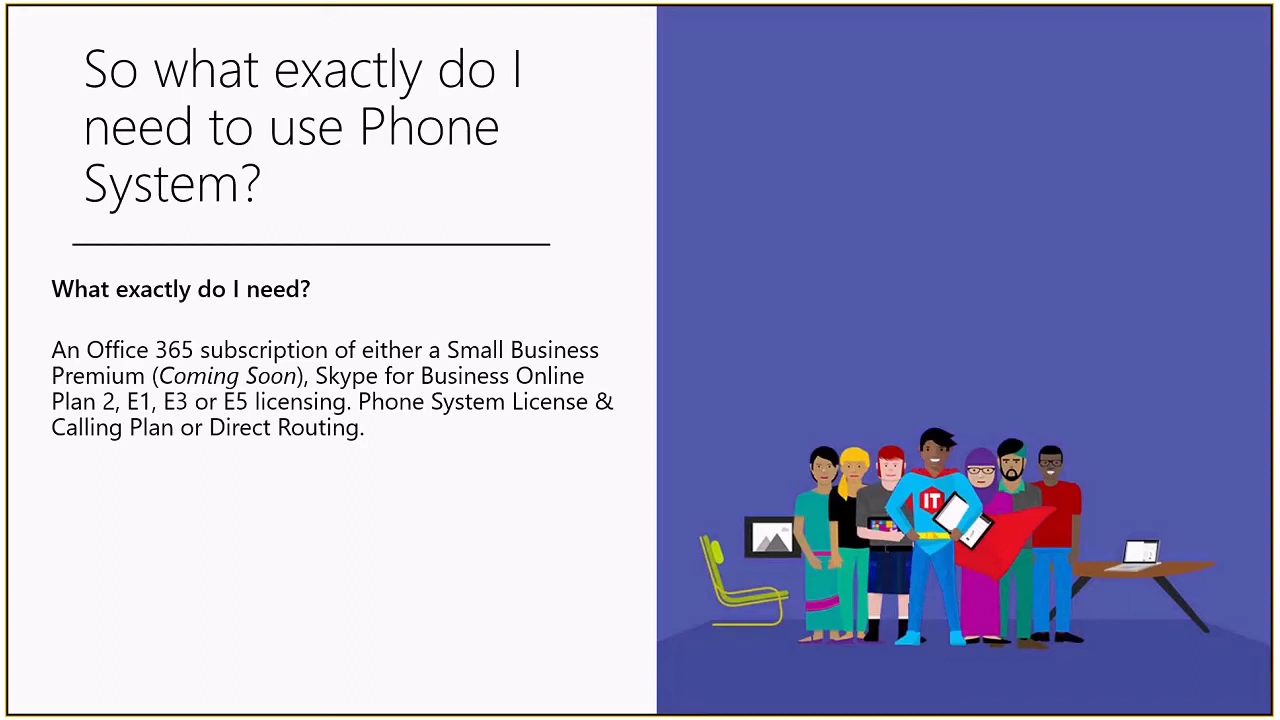 So what exactly do I
need to use Phone
System?
What exactly do I need?
An Office 365 subscription of either a Small Business
Premium (Coming Soon), Skype for Business Online
Plan 2, E1, E3 or E5 licensing. Phone System License &
Calling Plan or Direct Routing.
IT